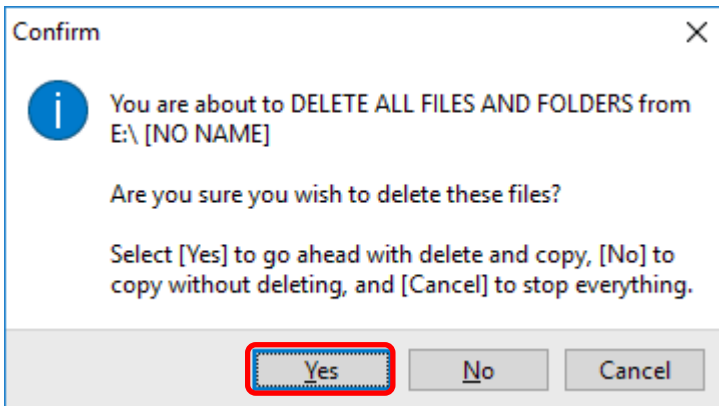 Confirm
You are about to DELETE ALL FILES AND FOLDERS from
E:\ [NO NAME]
Are you sure you wish to delete these files?
Select [Yes] to go ahead with delete and copy, [No] to
copy without deleting, and [Cancel] to stop everything.
Yes No Cancel